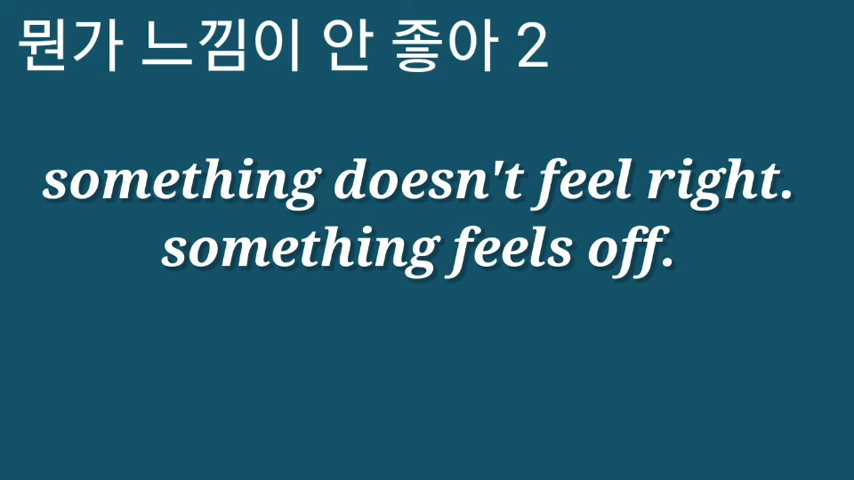 뭔가 느낌이 안 좋아 2
something doesn't feel right.
something feels off.